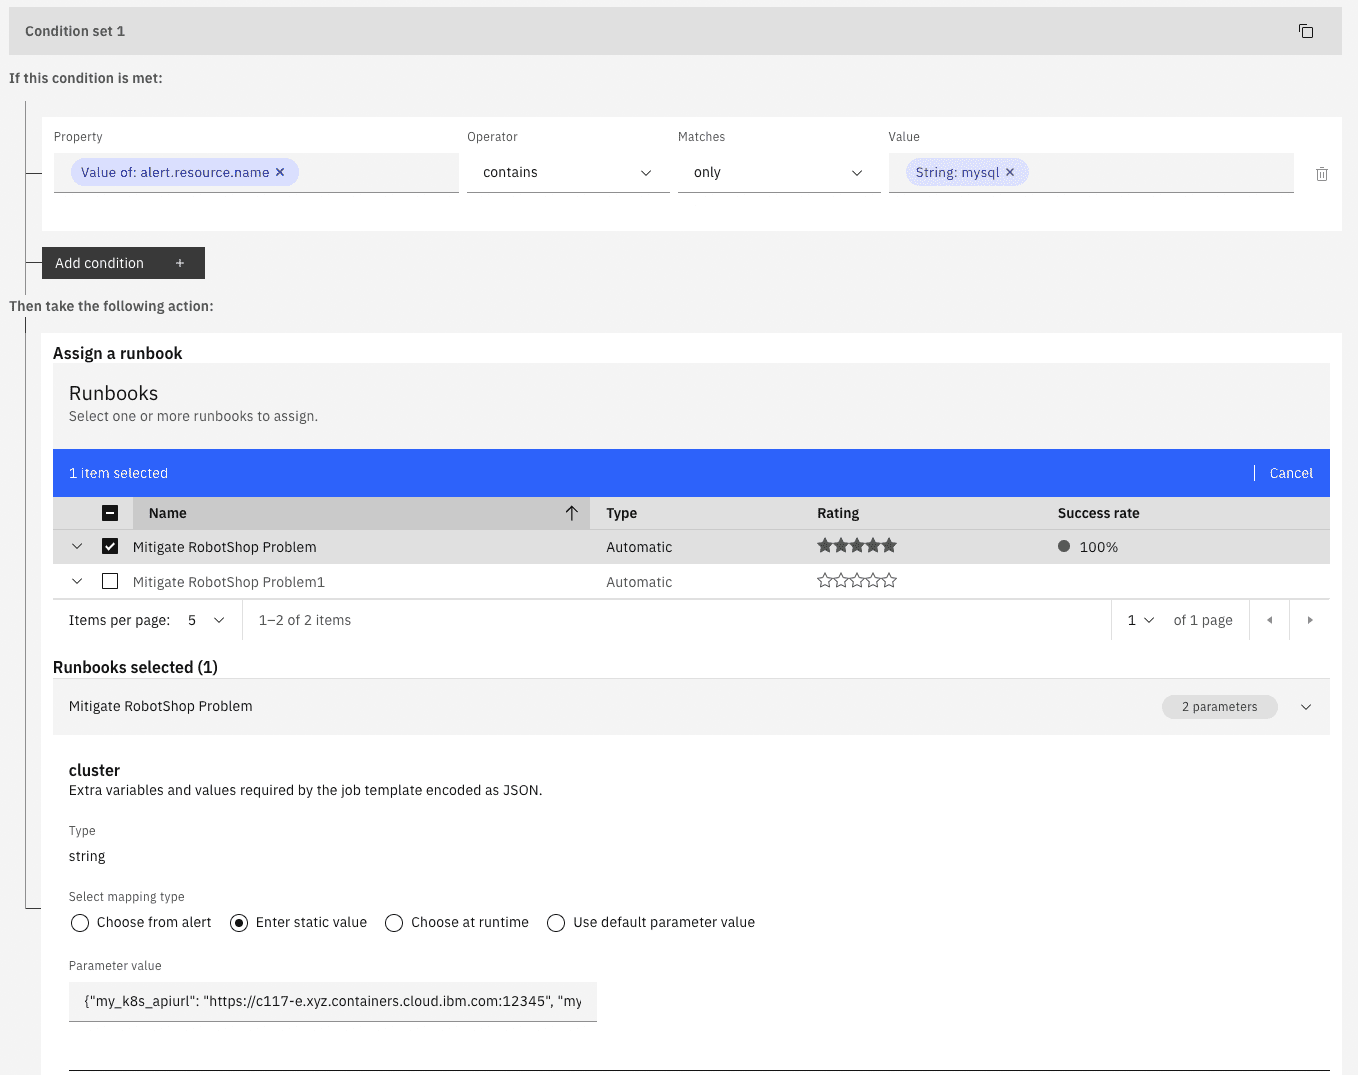 Condition set 1
If this condition is met:
Property Operator Matches Value
Value of: alert.resource.name × contains only String: mysql ×
Add condition +
Then take the following action:
Assign a runbook
Runbooks
Select one or more runbooks to assign.
1 item selected Cancel
Name Type Rating Success rate
Mitigate RobotShop Problem Automatic 100%
Mitigate RobotShop Problem1 Automatic
Items per page: 5 1–2 of 2 items 1 of 1 page
Runbooks selected (1)
Mitigate RobotShop Problem 2 parameters
cluster
Extra variables and values required by the job template encoded as JSON.
Type
string
Select mapping type
Choose from alert Enter static value Choose at runtime Use default parameter value
Parameter value
{"my_k8s_apiurl": "https://c117-e.xyz.containers.cloud.ibm.com:12345", "my